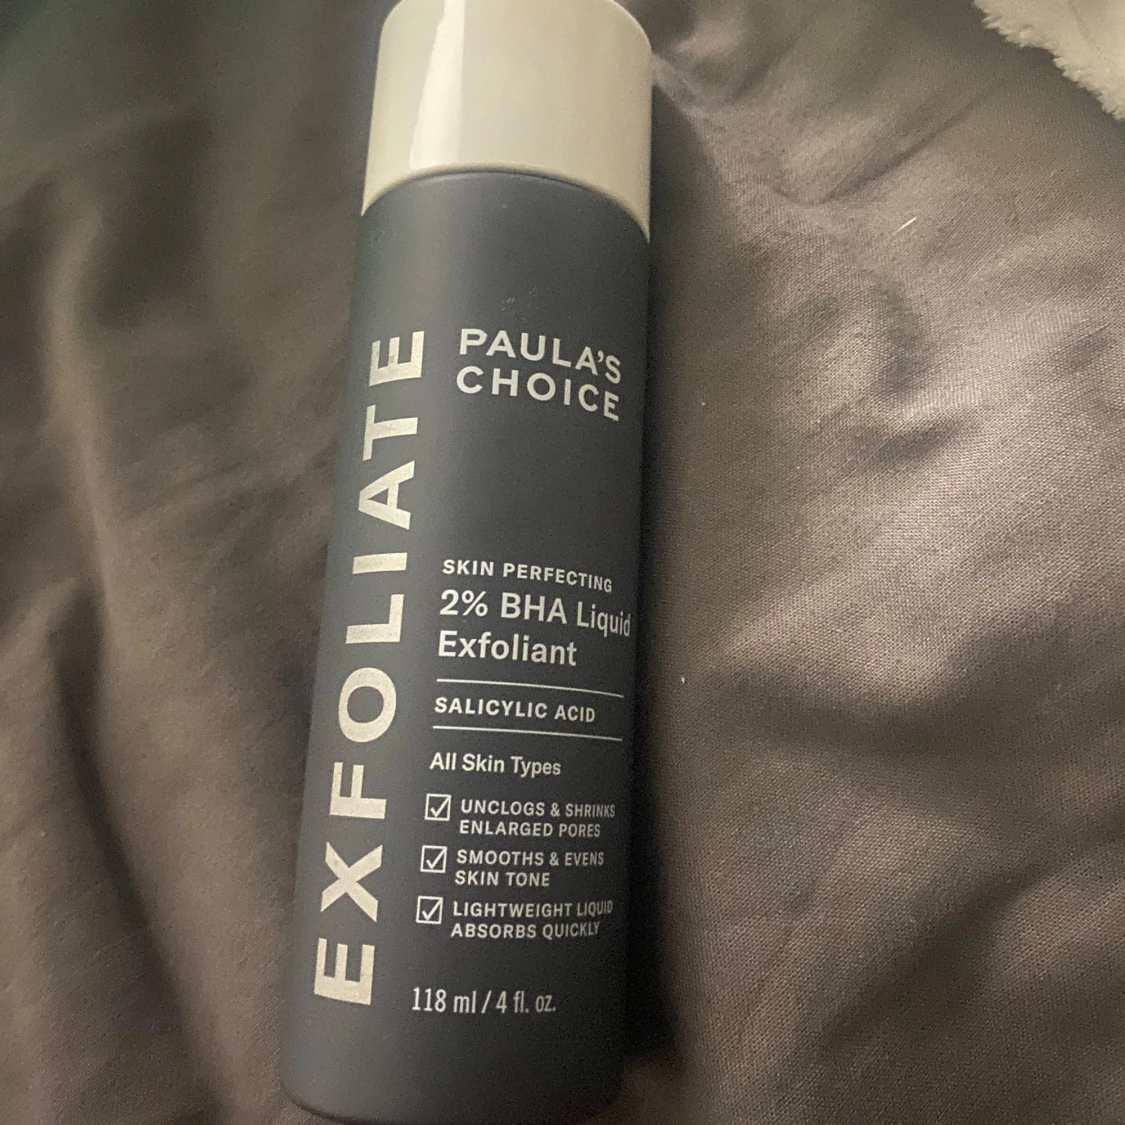 EXFOLIATE
PAULA'S
CHOICE
SKIN PERFECTING
2% BHA Liquid
Exfoliant
SALICYLIC ACID
All Skin Types
UNCLOGS & SHRINKS
ENLARGED PORES
SMOOTHS & EVENS
SKIN TONE
LIGHTWEIGHT LIQUID
ABSORBS QUICKLY
118 ml / 4 fl. oz.